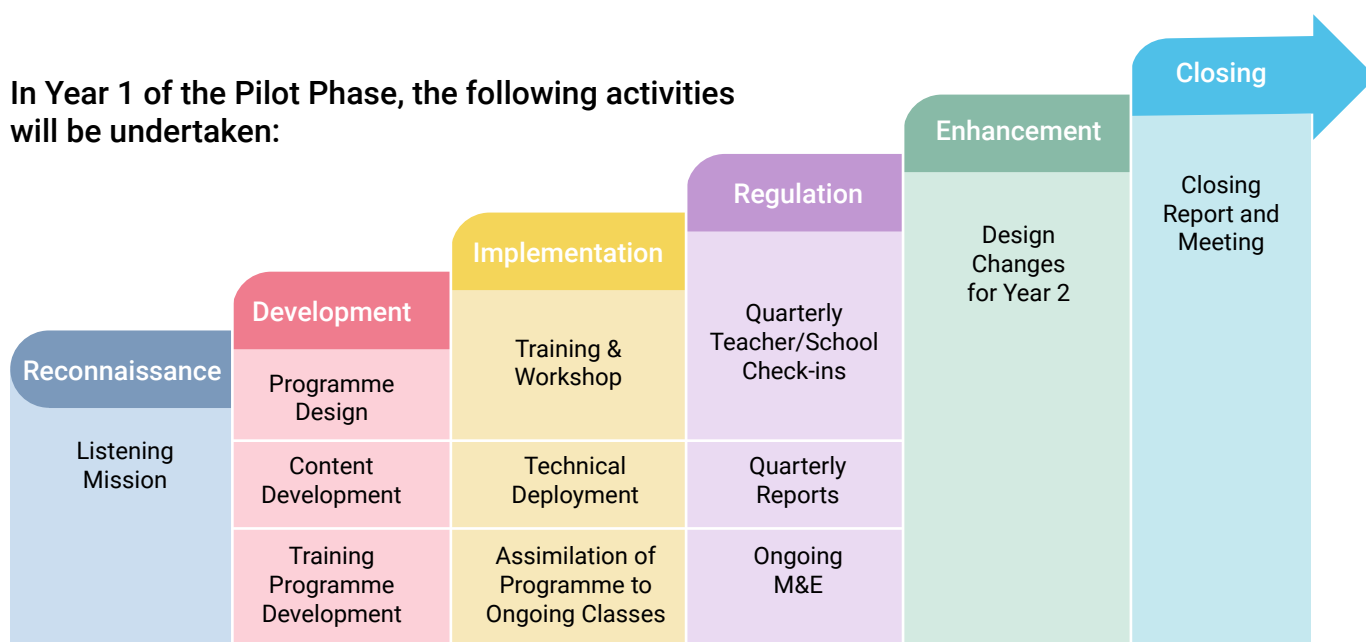 In Year 1 of the Pilot Phase, the following activities
will be undertaken:
Reconnaissance
Listening
Mission
Development
Programme
Design
Content
Development
Training
Programme
Development
Implementation
Training &
Workshop
Technical
Deployment
Assimilation of
Programme to
Ongoing Classes
Regulation
Quarterly
Teacher/School
Check-ins
Quarterly
Reports
Ongoing
M&E
Enhancement
Design
Changes
for Year 2
Closing
Closing
Report and
Meeting